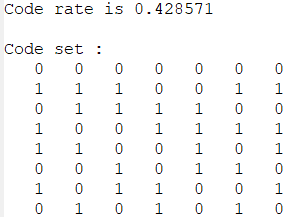 Code rate is 0.428571
Code set :
0 0 0 0 0 0 0
1 1 1 0 0 1 1
0 1 1 1 1 0 0
1 0 0 1 1 1 1
1 1 0 0 1 0 1
0 0 1 0 1 1 0
1 0 1 1 0 0 1
0 1 0 1 0 1 0